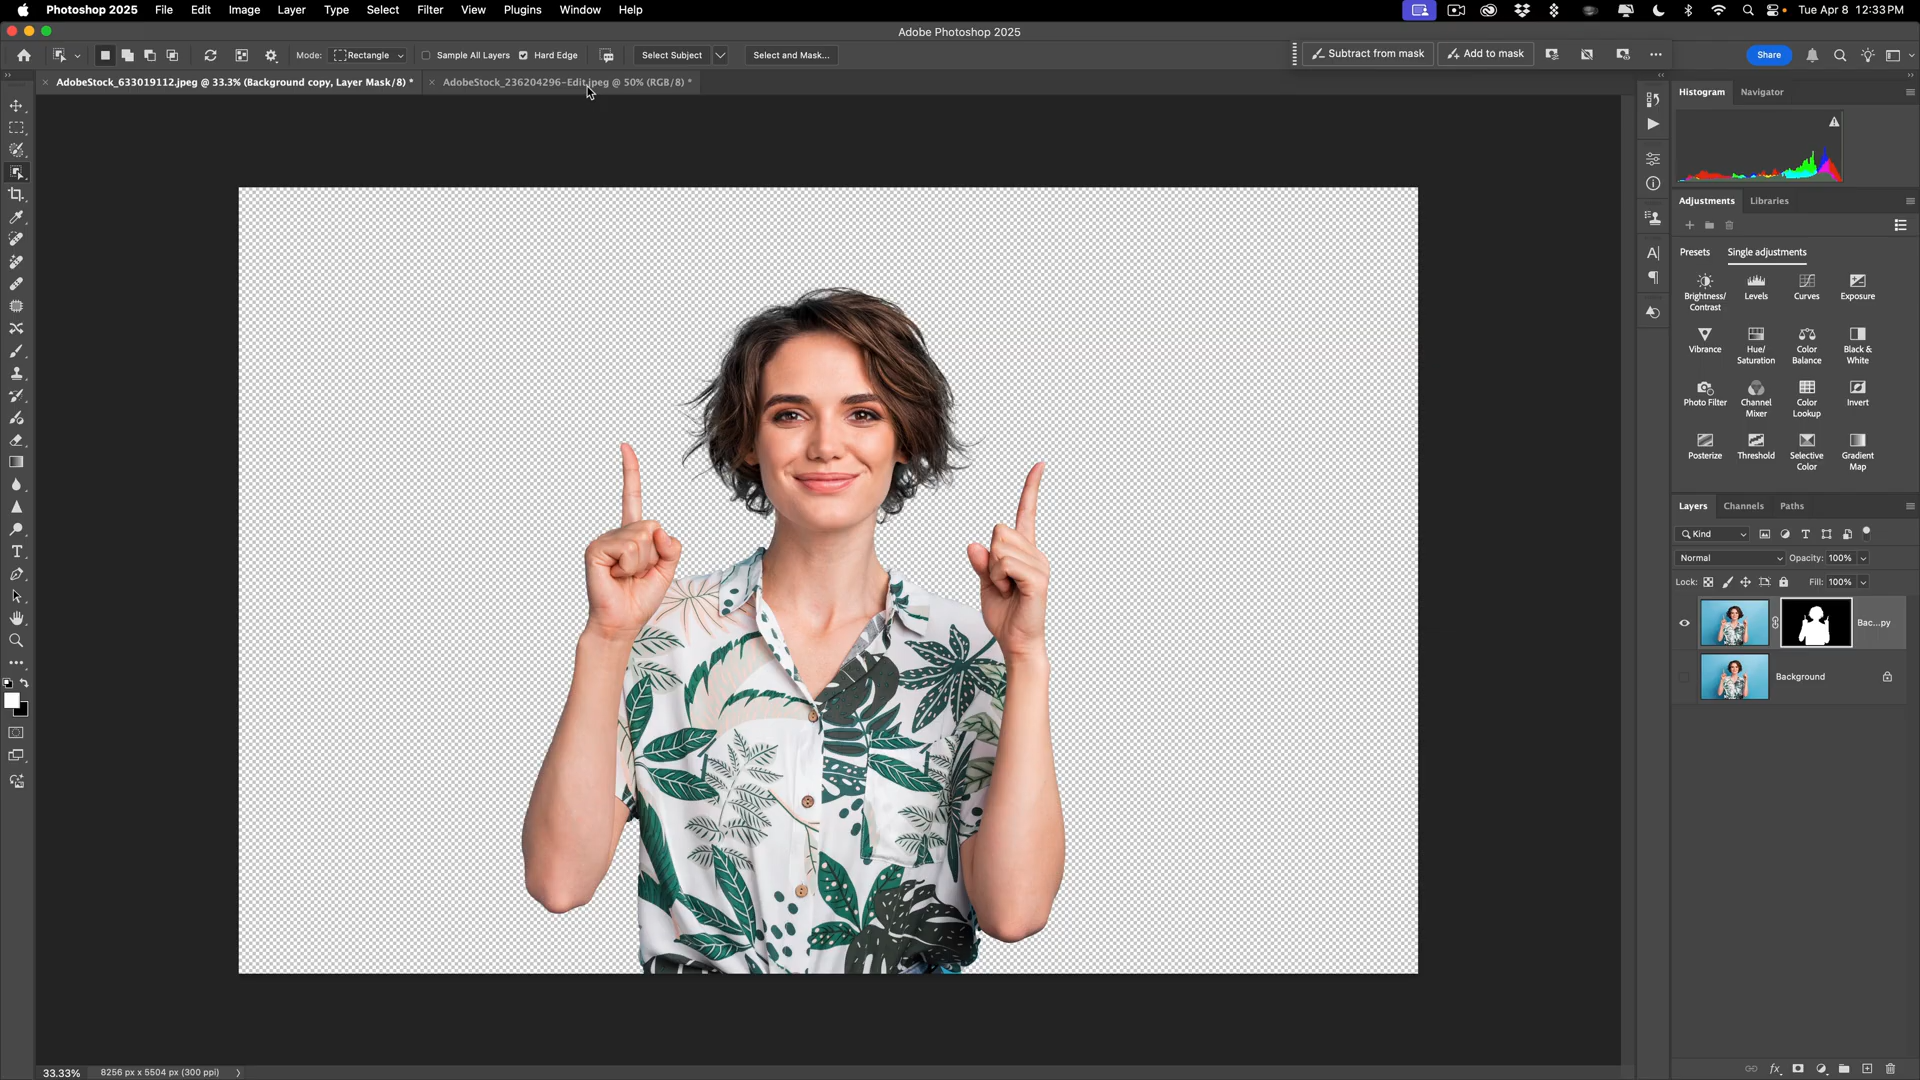 Photoshop 2025 File Edit Image Layer Type Select Filter View Plugins Window Help Tue Apr 8 12:33 PM
Adobe Photoshop 2025
Mode: Rectangle Sample All Layers Hard Edge Select Subject Select and Mask... Subtract from mask Add to mask Share
AdobeStock_633019112.jpeg @ 33.3% (Background copy, Layer Mask/8) * AdobeStock_236204296-Edit.jpeg @ 50% (RGB/8) *
Histogram Navigator
Adjustments Libraries
Presets Single adjustments
Brightness/
Contrast
Levels
Curves
Exposure
Vibrance
Hue/
Saturation
Color
Balance
Black &
White
Photo Filter
Channel
Mixer
Color
Lookup
Invert
Posterize
Threshold
Selective
Color
Gradient
Map
Layers Channels Paths
Kind
Normal Opacity: 100%
Lock: Fill: 100%
Bac...py
Background
33.33% 8256 px x 5504 px (300 ppi)